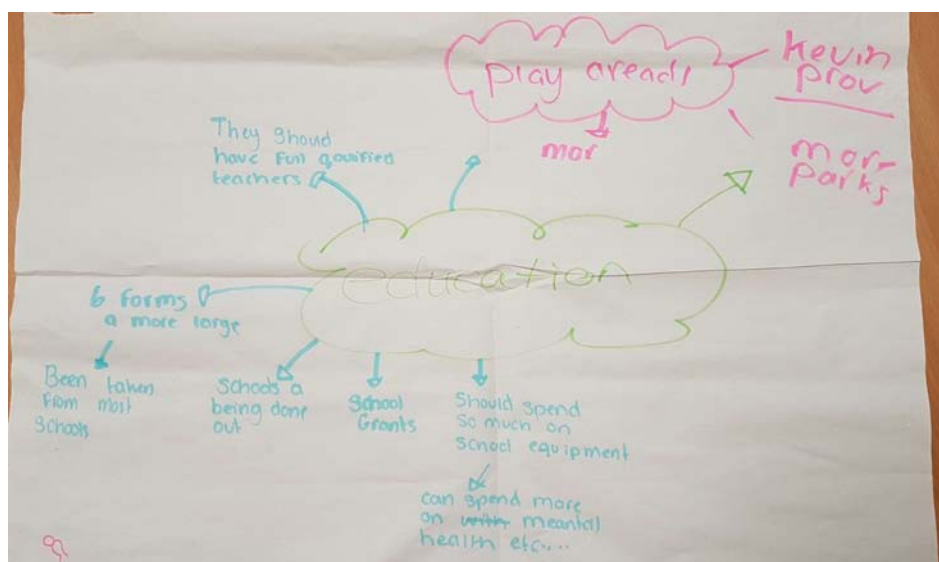 play areas!!
Kevin
prov
mor
mor
Parks
They shoud
have full qaulified
teachers
education
6 forms
a more large
Been taken
from most
schools
schools a
being done
out
School
Grants
Should spend
so much on
school equipment
can spend more
on with meantal
health etc.....